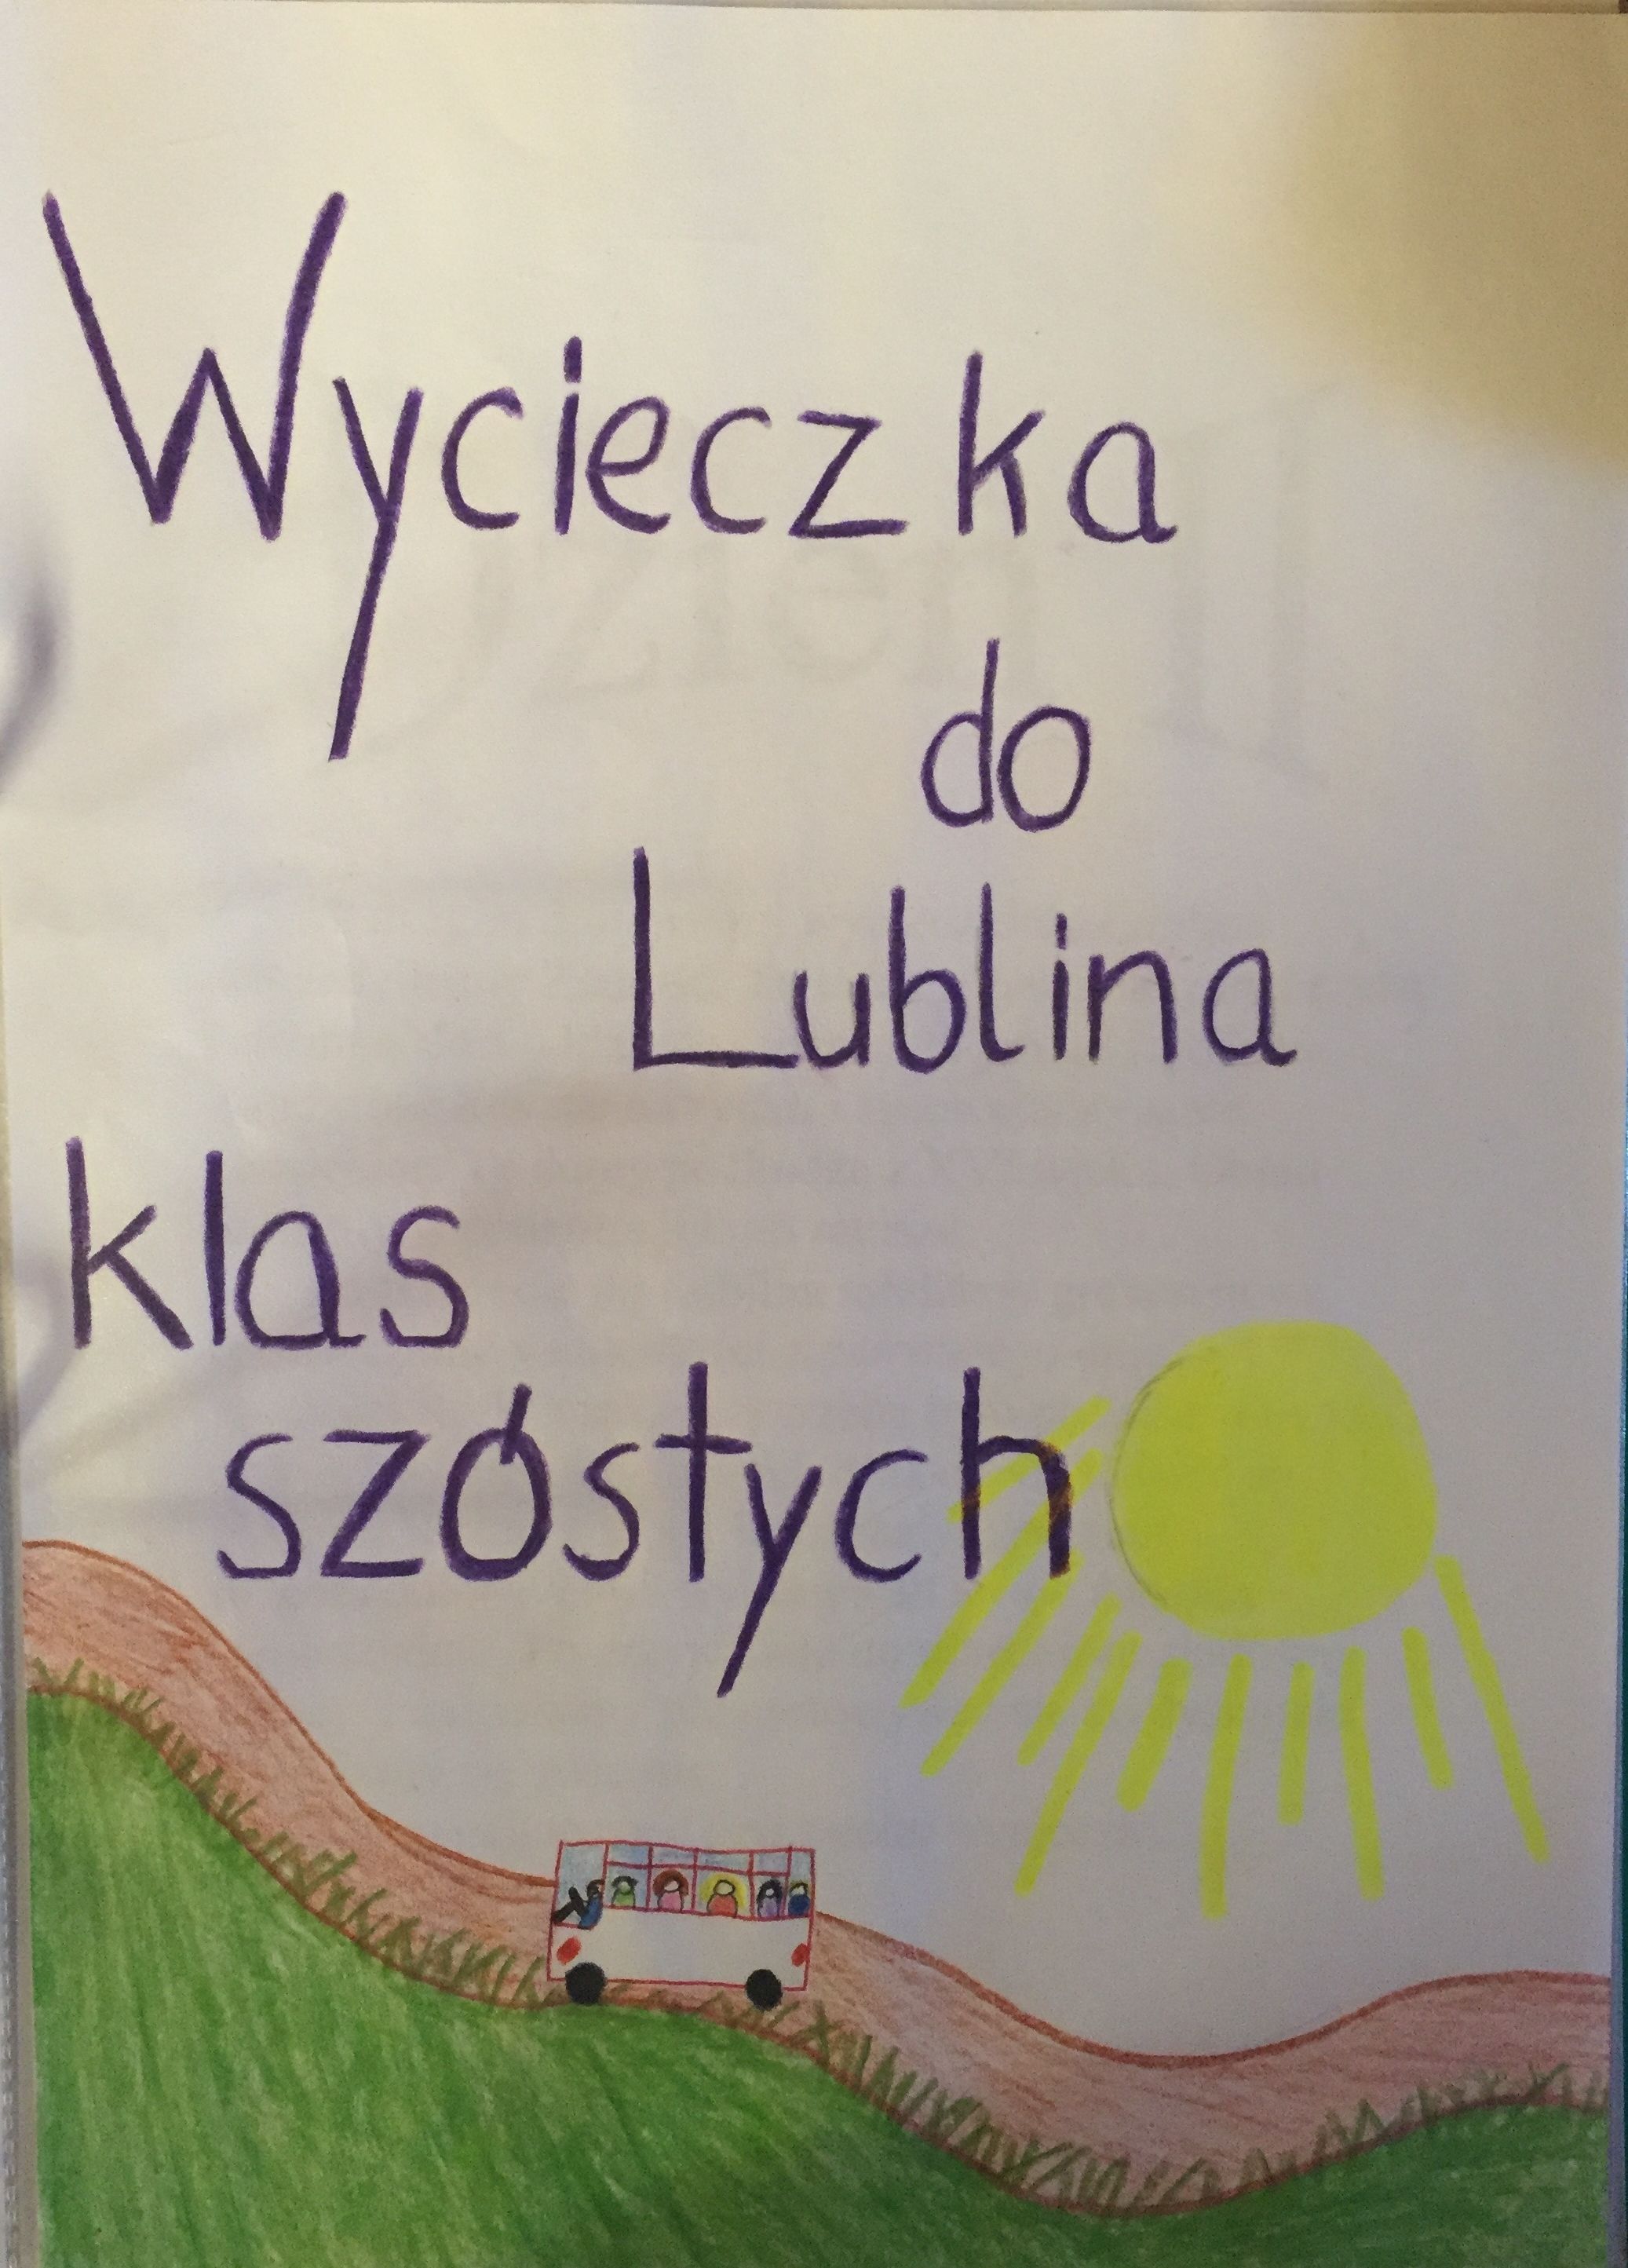 Wycieczka
do
Lublina
klas
szóstych